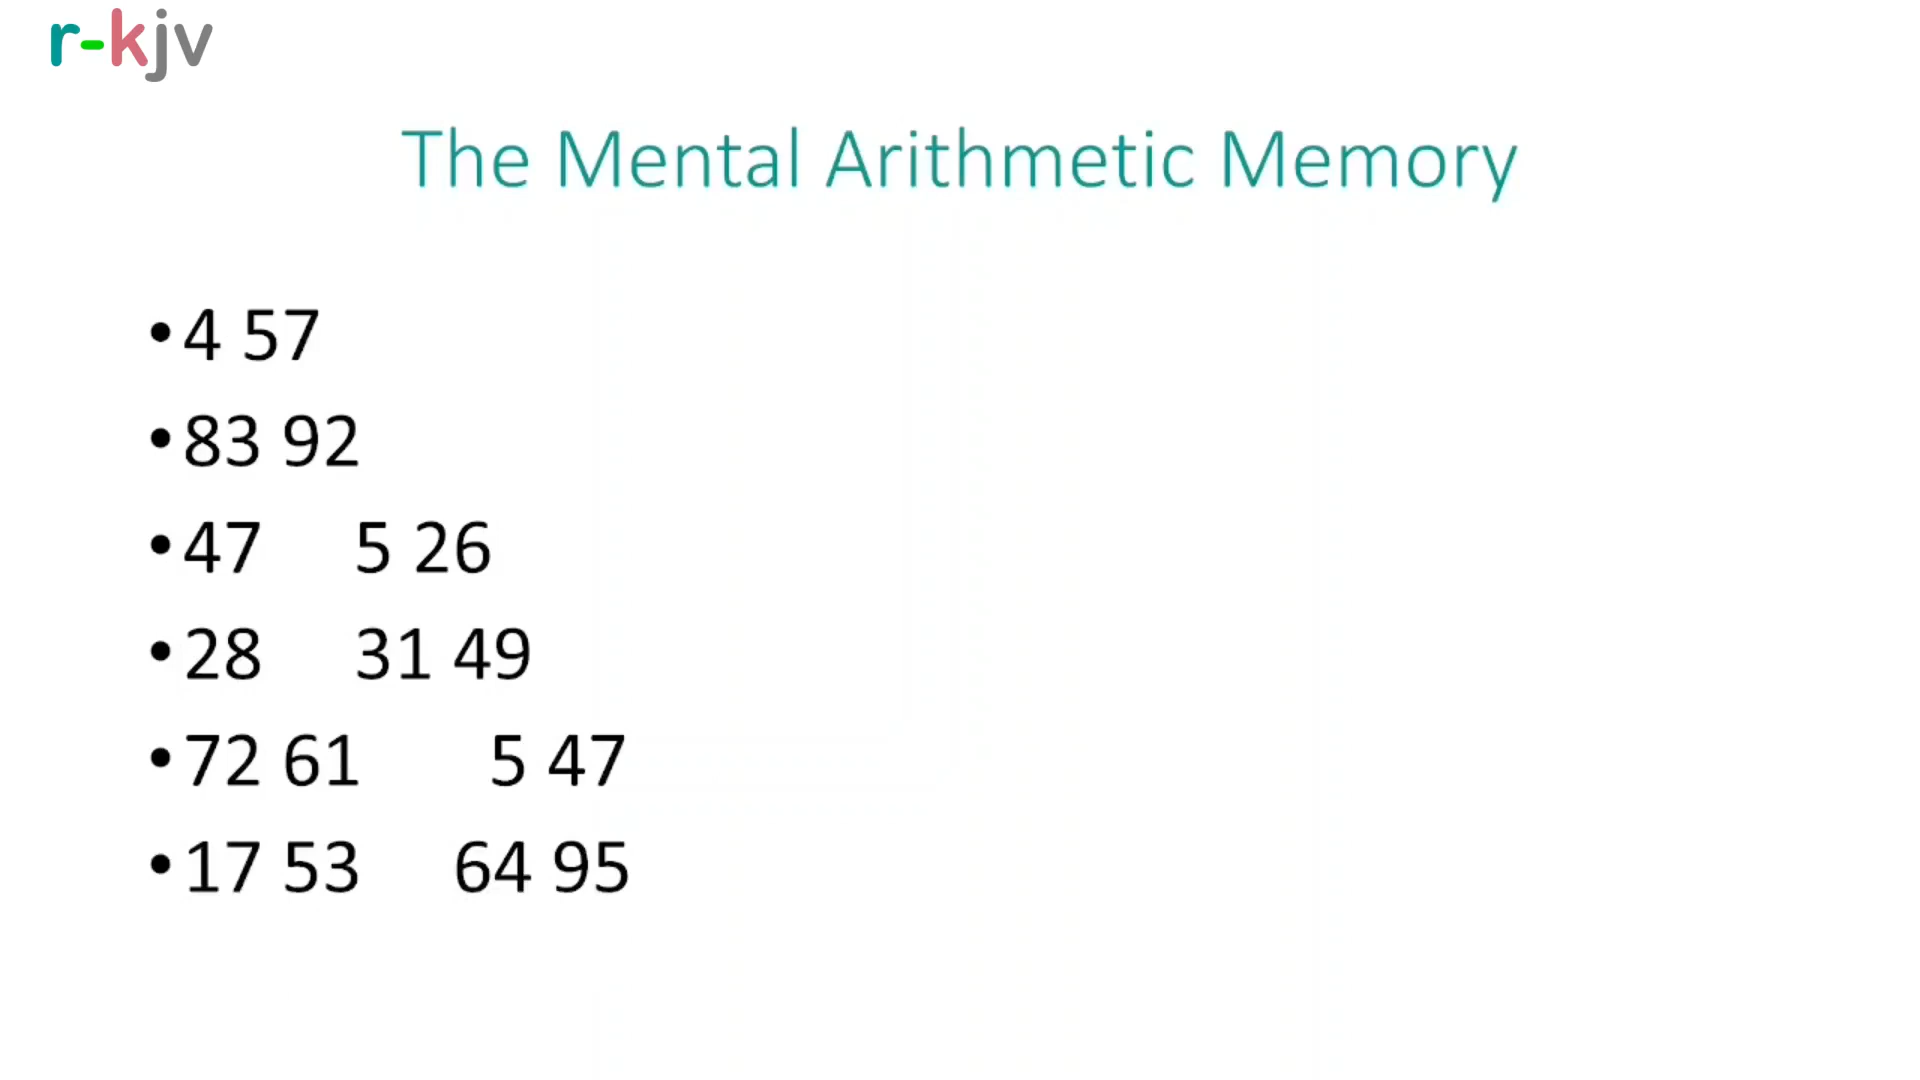 r-kjv
The Mental Arithmetic Memory
• 4 57
• 83 92
• 47 5 26
• 28 31 49
• 72 61 5 47
• 17 53 64 95